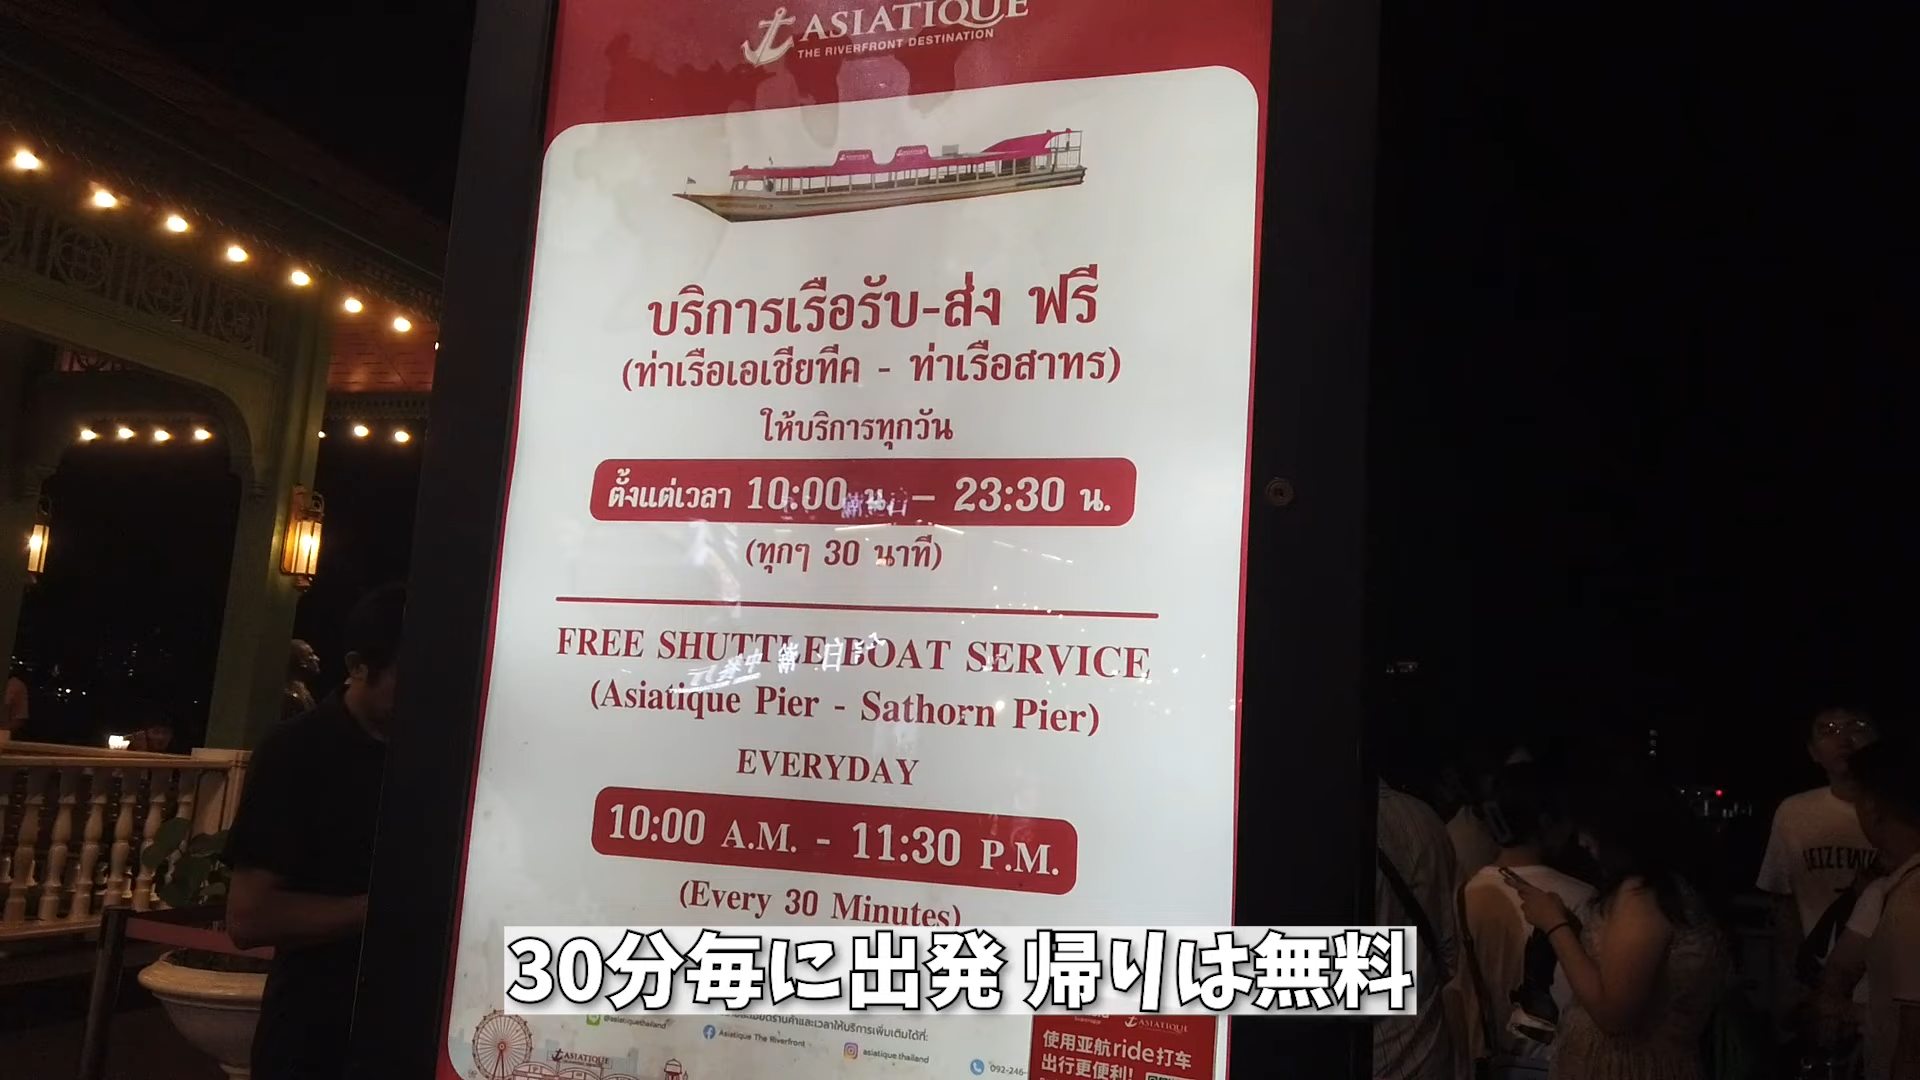 ASIATIQUE
THE RIVERFRONT DESTINATION
บริการเรือรับ-ส่ง ฟรี
(ท่าเรือเอเชียทีค - ท่าเรือสาทร)
ให้บริการทุกวัน
ตั้งแต่เวลา 10:00 น. – 23:30 น.
(ทุกๆ 30 นาที)
FREE SHUTTLE BOAT SERVICE
(Asiatique Pier - Sathorn Pier)
EVERYDAY
10:00 A.M. - 11:30 P.M.
(Every 30 Minutes)
30分毎に出発 帰りは無料
@asiatiquethailand
Asiatique The Riverfront
asiatique.thailand
092-246-
ASIATIQUE
ASIATIQUE
使用亚航ride打车
出行更便利!